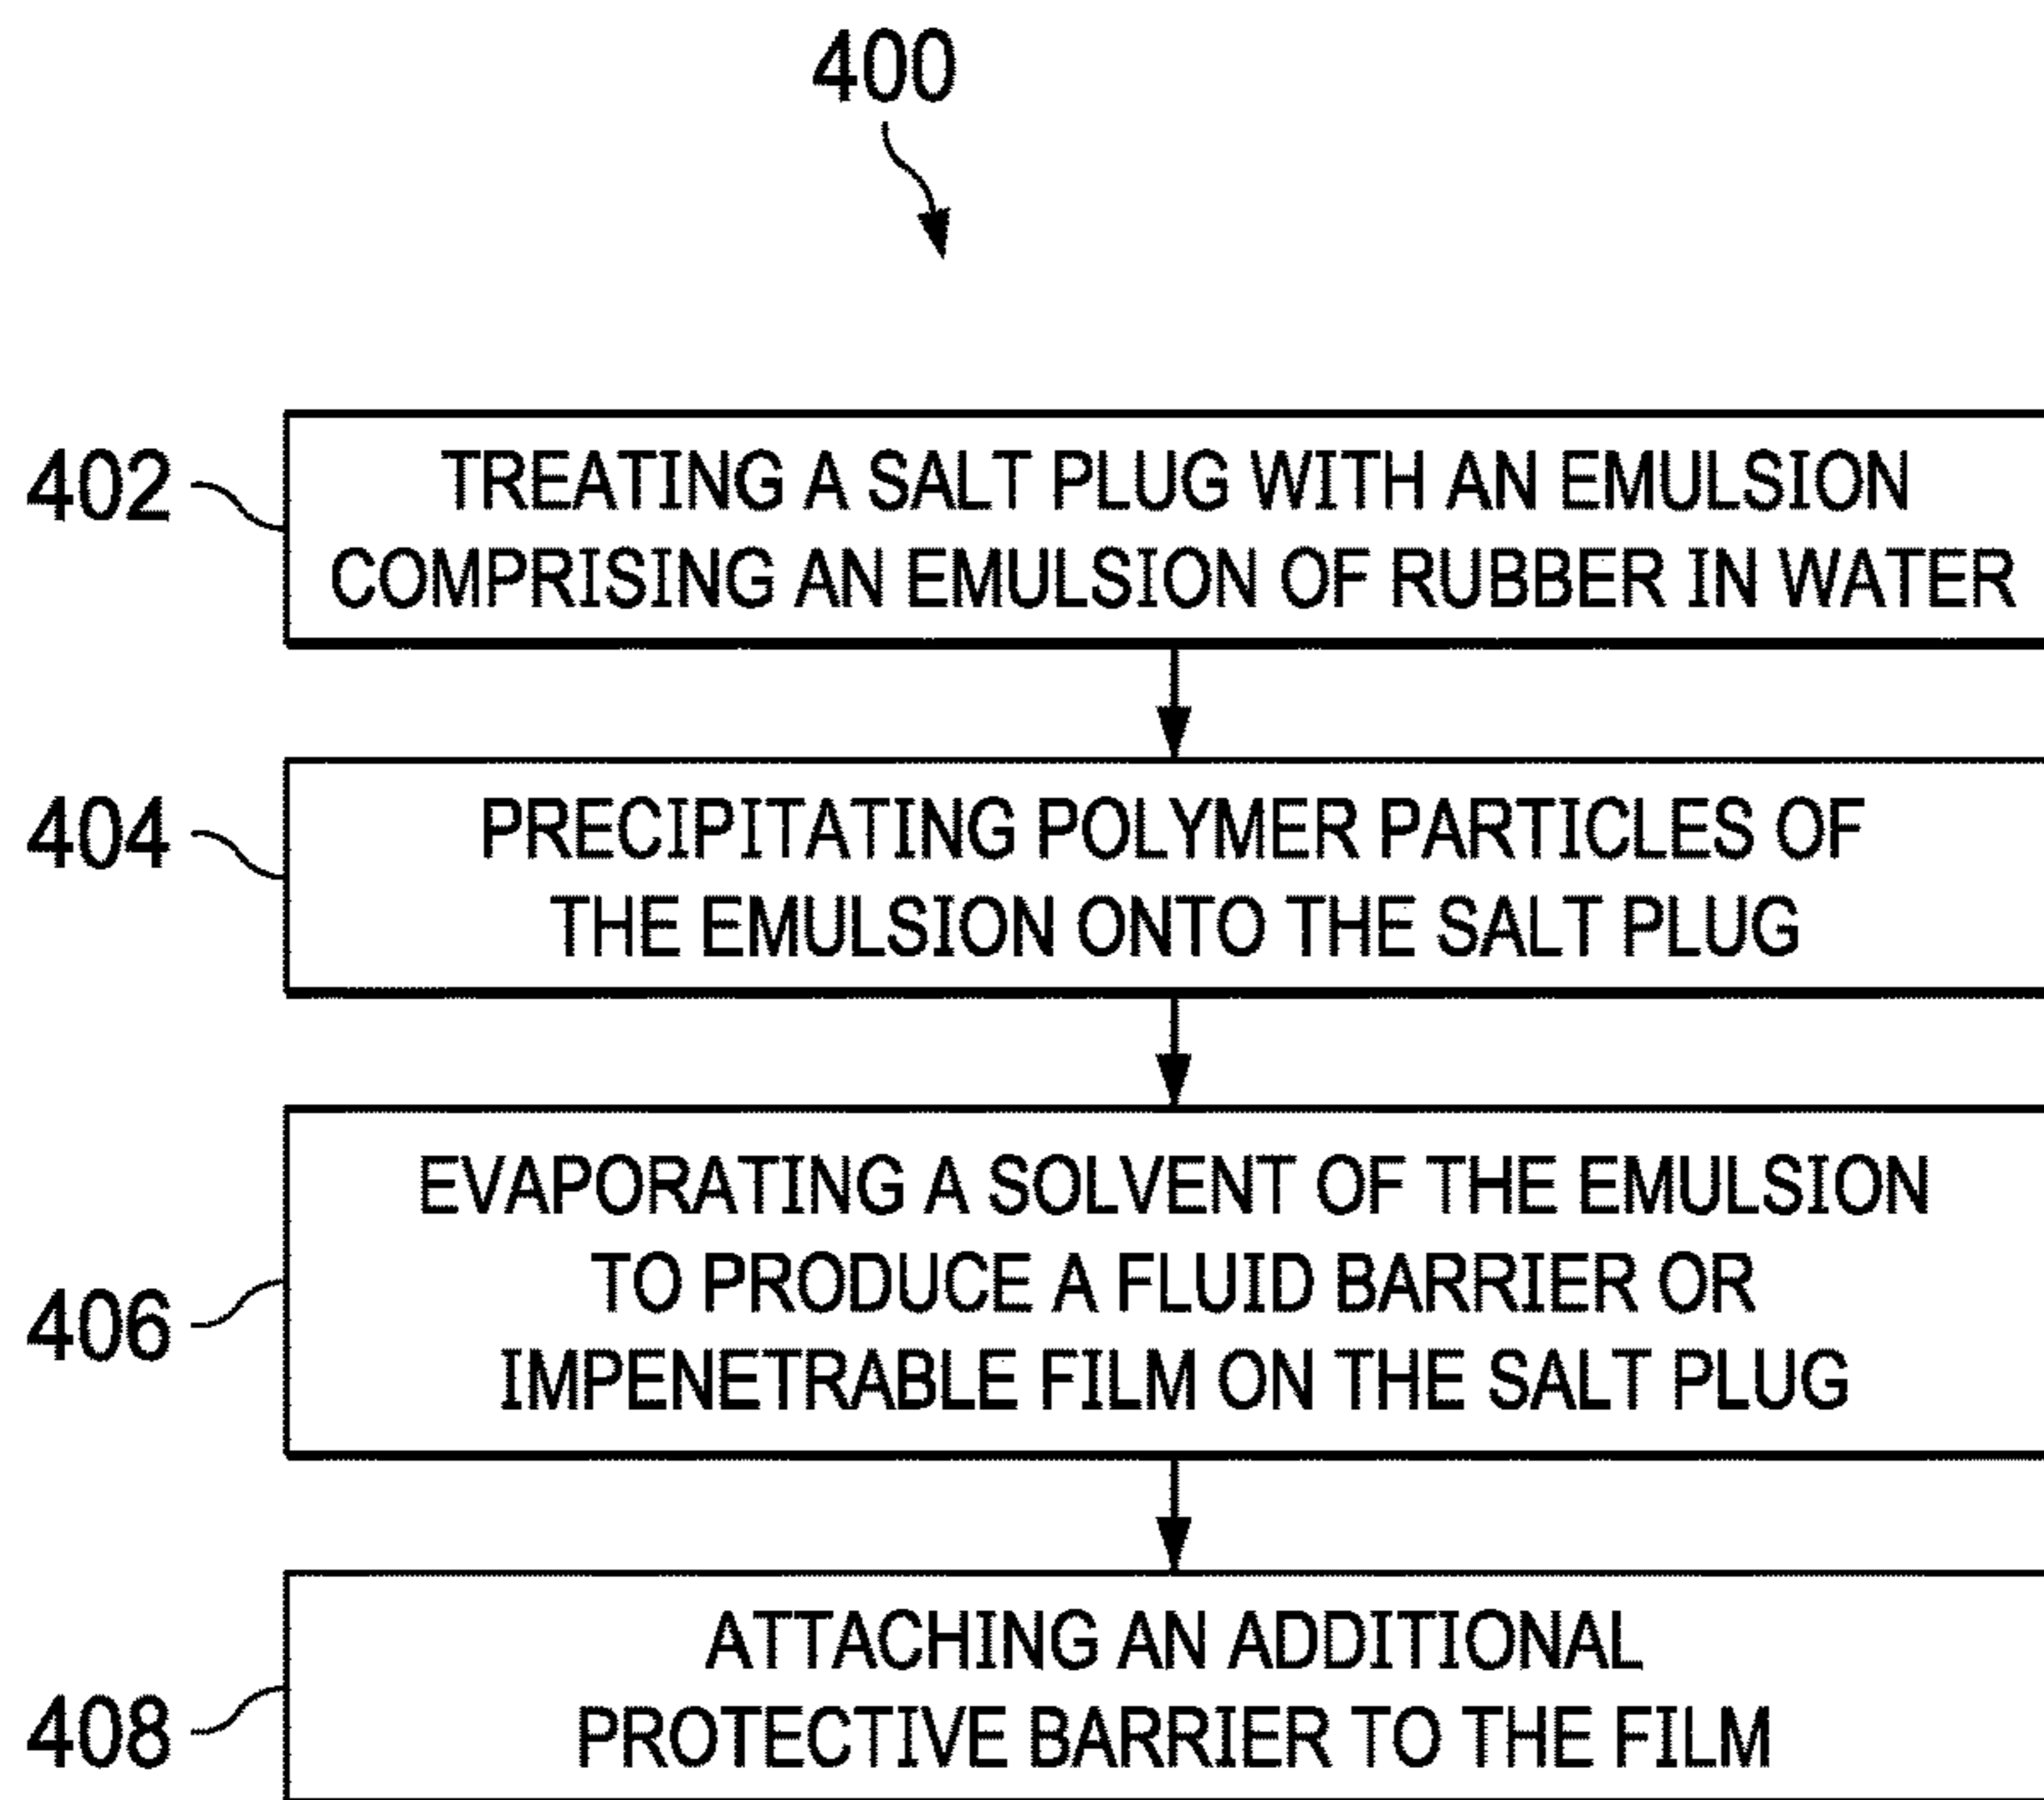 400
402
TREATING A SALT PLUG WITH AN EMULSION
COMPRISING AN EMULSION OF RUBBER IN WATER
404
PRECIPITATING POLYMER PARTICLES OF
THE EMULSION ONTO THE SALT PLUG
406
EVAPORATING A SOLVENT OF THE EMULSION
TO PRODUCE A FLUID BARRIER OR
IMPENETRABLE FILM ON THE SALT PLUG
408
ATTACHING AN ADDITIONAL
PROTECTIVE BARRIER TO THE FILM